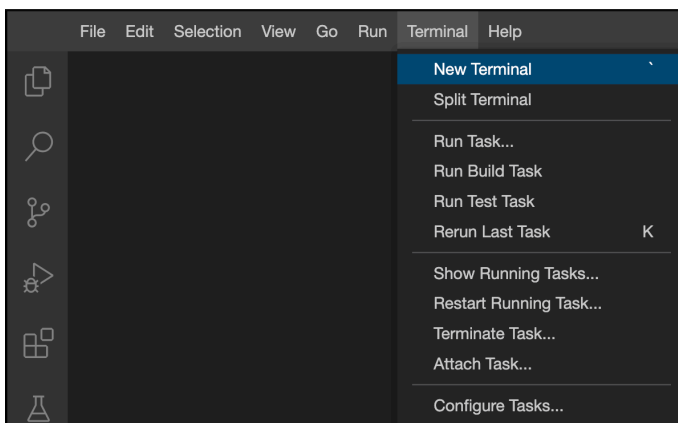 File Edit Selection View Go Run Terminal Help
New Terminal `
Split Terminal
Run Task...
Run Build Task
Run Test Task
Rerun Last Task K
Show Running Tasks...
Restart Running Task...
Terminate Task...
Attach Task...
Configure Tasks...